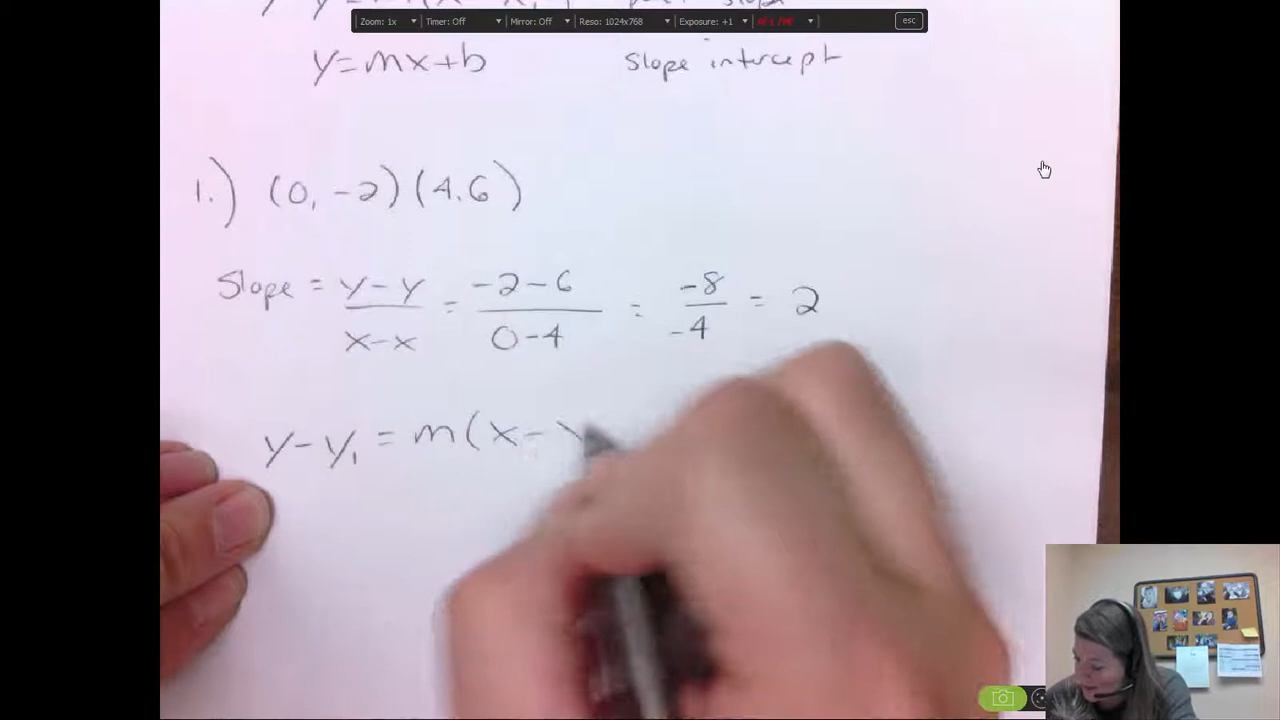 Zoom: 1x Timer: Off Mirror: Off Reso: 1024x768 Exposure: +1 esc
y=mx+b slope intercept
1.) (0, -2)(4,6)
Slope = y-y/x-x = -2-6/0-4 = -8/-4 = 2
y-y₁ = m(x-